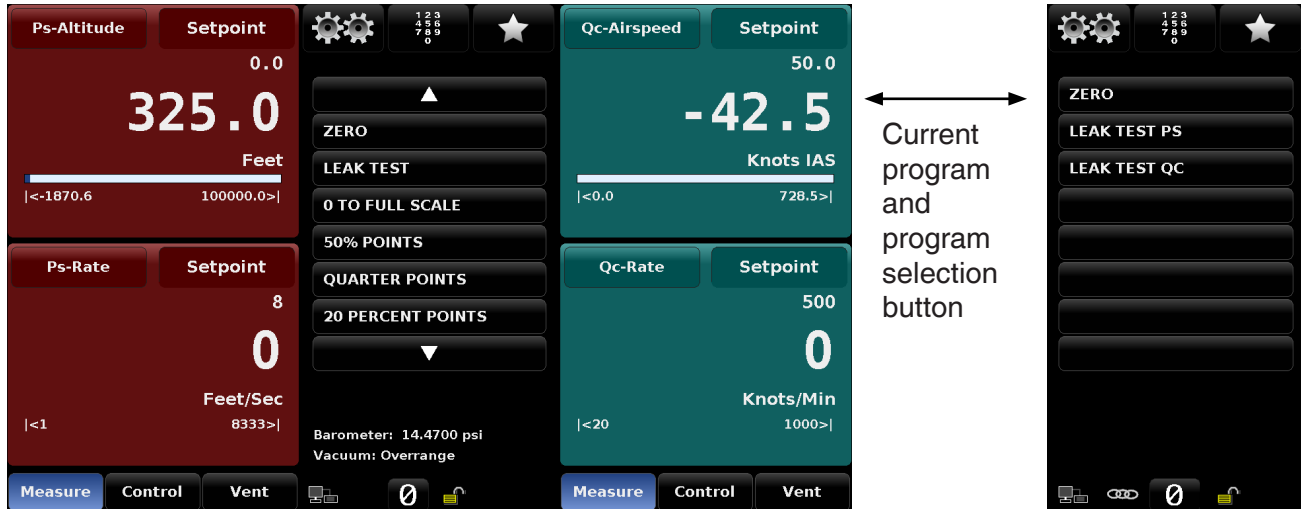 Ps-Altitude
Setpoint
0.0
325.0
Feet
|<-1870.6
100000.0>|
Ps-Rate
Setpoint
8
0
Feet/Sec
|<1
8333>|
Measure
Control
Vent
1 2 3
4 5 6
7 8 9
0
ZERO
LEAK TEST
0 TO FULL SCALE
50% POINTS
QUARTER POINTS
20 PERCENT POINTS
Barometer: 14.4700 psi
Vacuum: Overrange
0
Qc-Airspeed
Setpoint
50.0
-42.5
Knots IAS
|<0.0
728.5>|
Qc-Rate
Setpoint
500
0
Knots/Min
|<20
1000>|
Measure
Control
Vent
Current
program
and
program
selection
button
1 2 3
4 5 6
7 8 9
0
ZERO
LEAK TEST PS
LEAK TEST QC
0